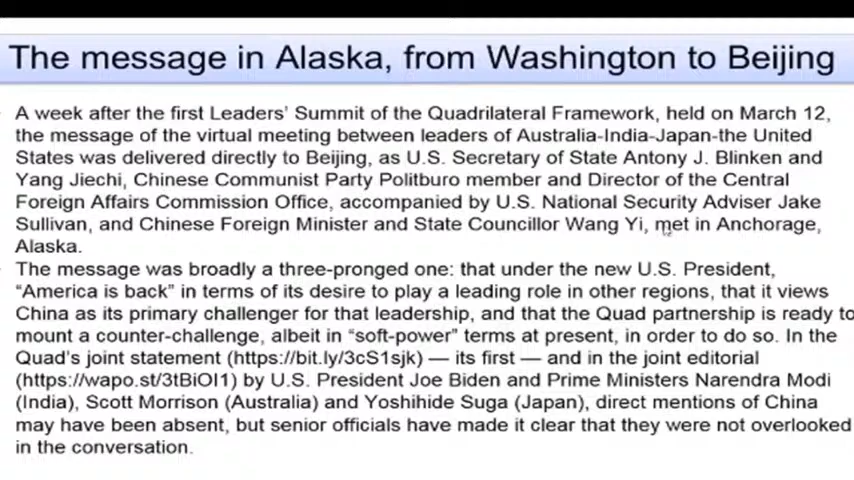 The message in Alaska, from Washington to Beijing
A week after the first Leaders' Summit of the Quadrilateral Framework, held on March 12,
the message of the virtual meeting between leaders of Australia-India-Japan-the United
States was delivered directly to Beijing, as U.S. Secretary of State Antony J. Blinken and
Yang Jiechi, Chinese Communist Party Politburo member and Director of the Central
Foreign Affairs Commission Office, accompanied by U.S. National Security Adviser Jake
Sullivan, and Chinese Foreign Minister and State Councillor Wang Yi, met in Anchorage,
Alaska.
The message was broadly a three-pronged one: that under the new U.S. President,
“America is back” in terms of its desire to play a leading role in other regions, that it views
China as its primary challenger for that leadership, and that the Quad partnership is ready to
mount a counter-challenge, albeit in “soft-power” terms at present, in order to do so. In the
Quad's joint statement (https://bit.ly/3cS1sjk) — its first — and in the joint editorial
(https://wapo.st/3tBiOI1) by U.S. President Joe Biden and Prime Ministers Narendra Modi
(India), Scott Morrison (Australia) and Yoshihide Suga (Japan), direct mentions of China
may have been absent, but senior officials have made it clear that they were not overlooked
in the conversation.